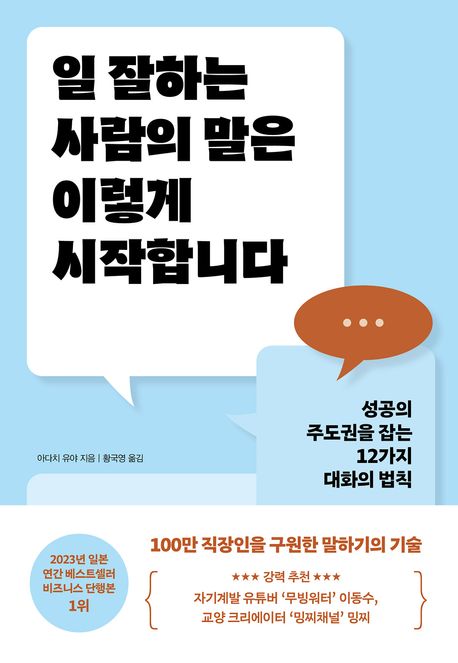 일 잘하는
사람의 말은
이렇게
시작합니다
성공의
주도권을 잡는
12가지
대화의 법칙
아다치 유야 지음 | 황국영 옮김
100만 직장인을 구원한 말하기의 기술
2023년 일본
연간 베스트셀러
비즈니스 단행본
1위
★★★ 강력 추천 ★★★
자기계발 유튜버 ‘무빙워터’ 이동수,
교양 크리에이터 ‘밍찌채널’ 밍찌